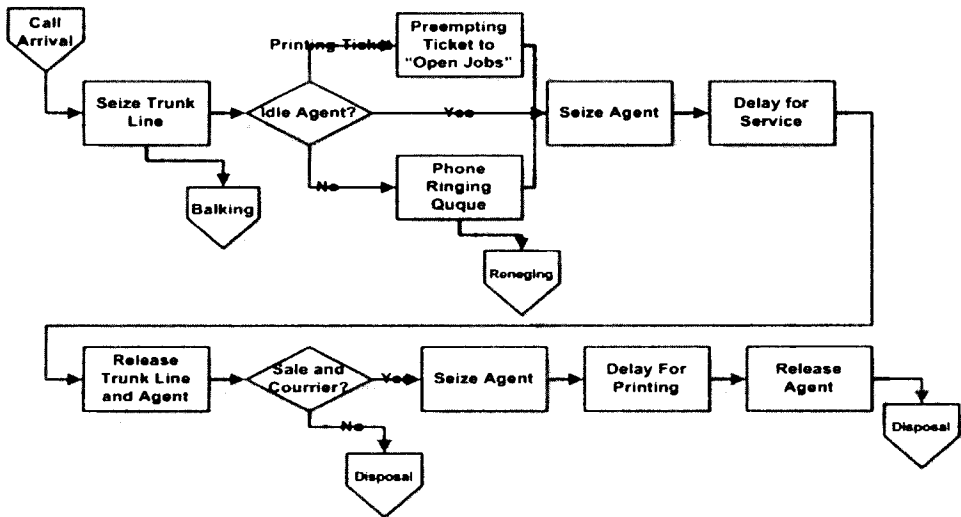 Call
Arrival
Printing Ticket
Preempting
Ticket to
"Open Jobs"
Seize Trunk
Line
Idle Agent?
Yes
Seize Agent
Delay for
Service
No
Phone
Ringing
Quque
Balking
Reneging
Release
Trunk Line
and Agent
Sale and
Courrier?
Yes
Seize Agent
Delay For
Printing
Release
Agent
No
Disposal
Disposal